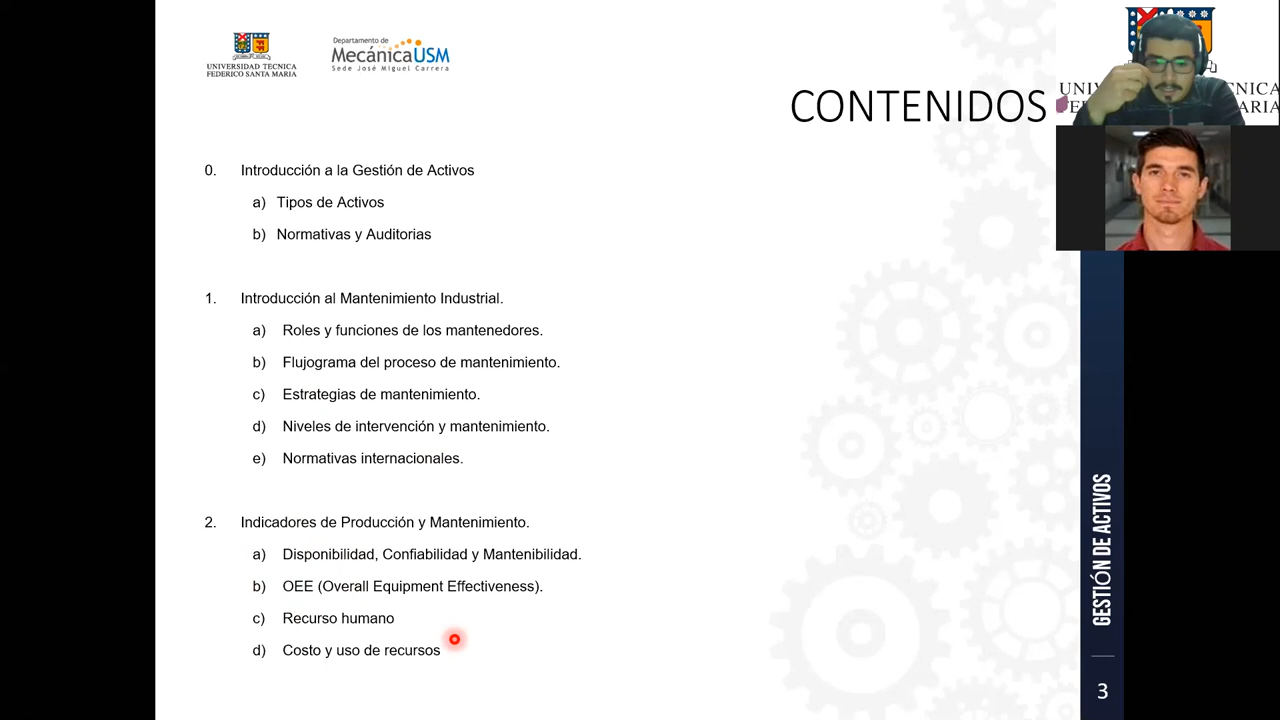 UNIVERSIDAD TECNICA
FEDERICO SANTA MARIA
Departamento de
MecánicaUSM
Sede José Miguel Carrera
CONTENIDOS
0. Introducción a la Gestión de Activos
a) Tipos de Activos
b) Normativas y Auditorias
1. Introducción al Mantenimiento Industrial.
a) Roles y funciones de los mantenedores.
b) Flujograma del proceso de mantenimiento.
c) Estrategias de mantenimiento.
d) Niveles de intervención y mantenimiento.
e) Normativas internacionales.
2. Indicadores de Producción y Mantenimiento.
a) Disponibilidad, Confiabilidad y Mantenibilidad.
b) OEE (Overall Equipment Effectiveness).
c) Recurso humano
d) Costo y uso de recursos
GESTIÓN DE ACTIVOS
3